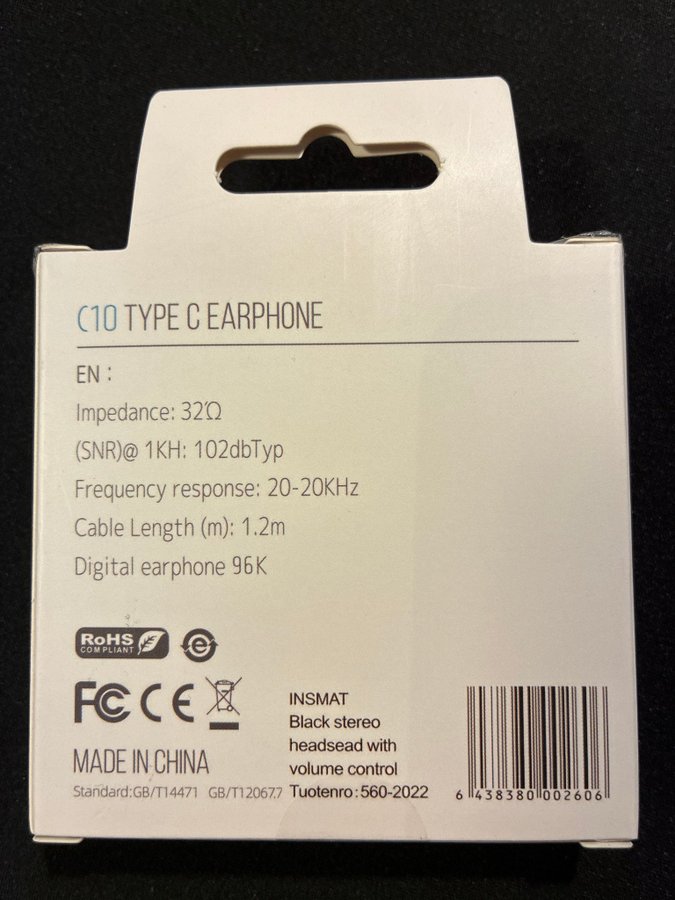 C10 TYPE C EARPHONE
EN :
Impedance: 32'Ω
(SNR)@ 1KH: 102dbTyp
Frequency response: 20-20KHz
Cable Length (m): 1.2m
Digital earphone 96K
RoHS
COMPLIANT
e
FC CE
MADE IN CHINA
Standard:GB/T14471 GB/T12067.7
INSMAT
Black stereo
headsead with
volume control
Tuotenro:560-2022
6 438380 002606